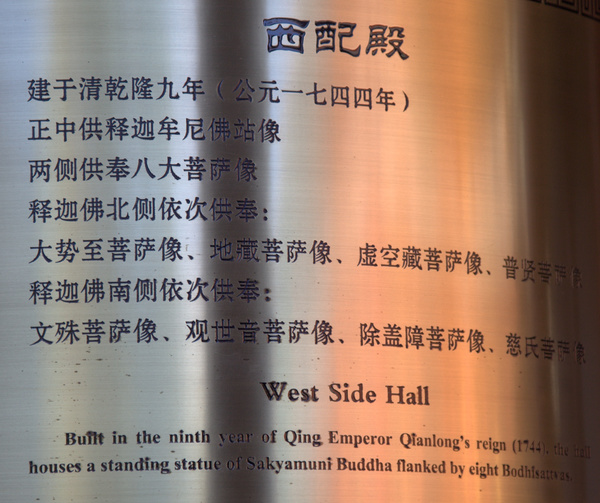 西配殿
建于清乾隆九年（公元一七四四年）
正中供释迦牟尼佛站像
两侧供奉八大菩萨像
释迦佛北侧依次供奉：
大势至菩萨像、地藏菩萨像、虚空藏菩萨像、普贤菩萨像
释迦佛南侧依次供奉：
文殊菩萨像、观世音菩萨像、除盖障菩萨像、慈氏菩萨像
West Side Hall
Built in the ninth year of Qing Emperor Qianlong's reign (1744), the hall
houses a standing statue of Sakyamuni Buddha flanked by eight Bodhisattvas.